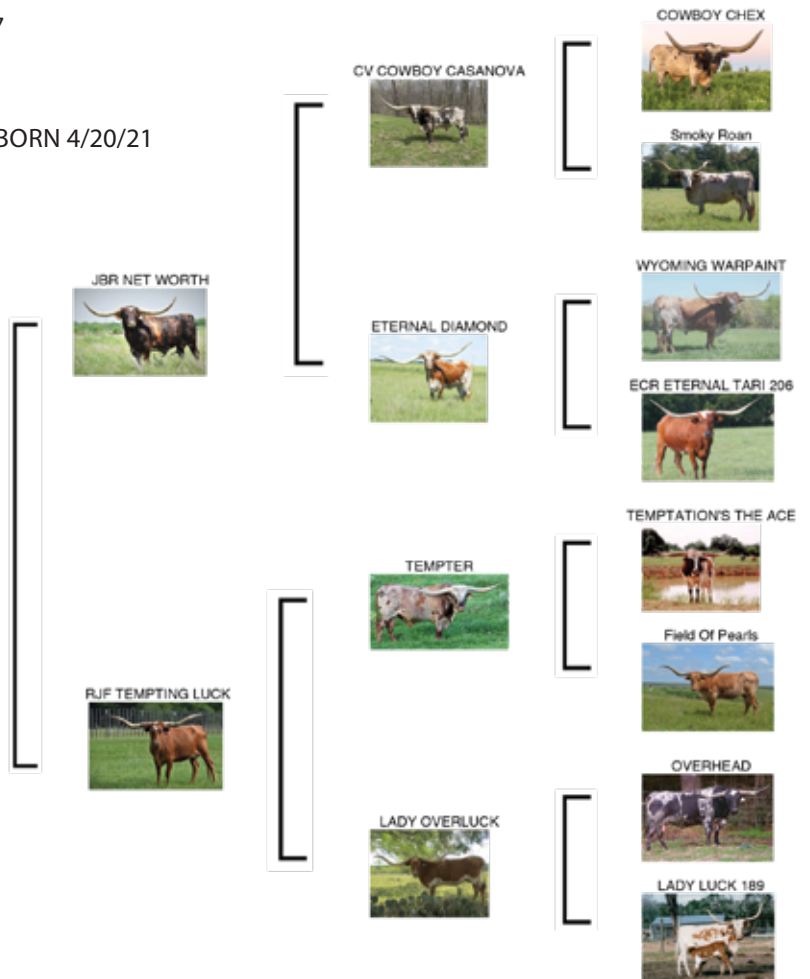 COWBOY CHEX
CV COWBOY CASANOVA
BORN 4/20/21
Smoky Roan
WYOMING WARPAINT
JBR NET WORTH
ETERNAL DIAMOND
ECR ETERNAL TARI 206
TEMPTATION'S THE ACE
TEMPTER
Field Of Pearls
RJF TEMPTING LUCK
OVERHEAD
LADY OVERLUCK
LADY LUCK 189